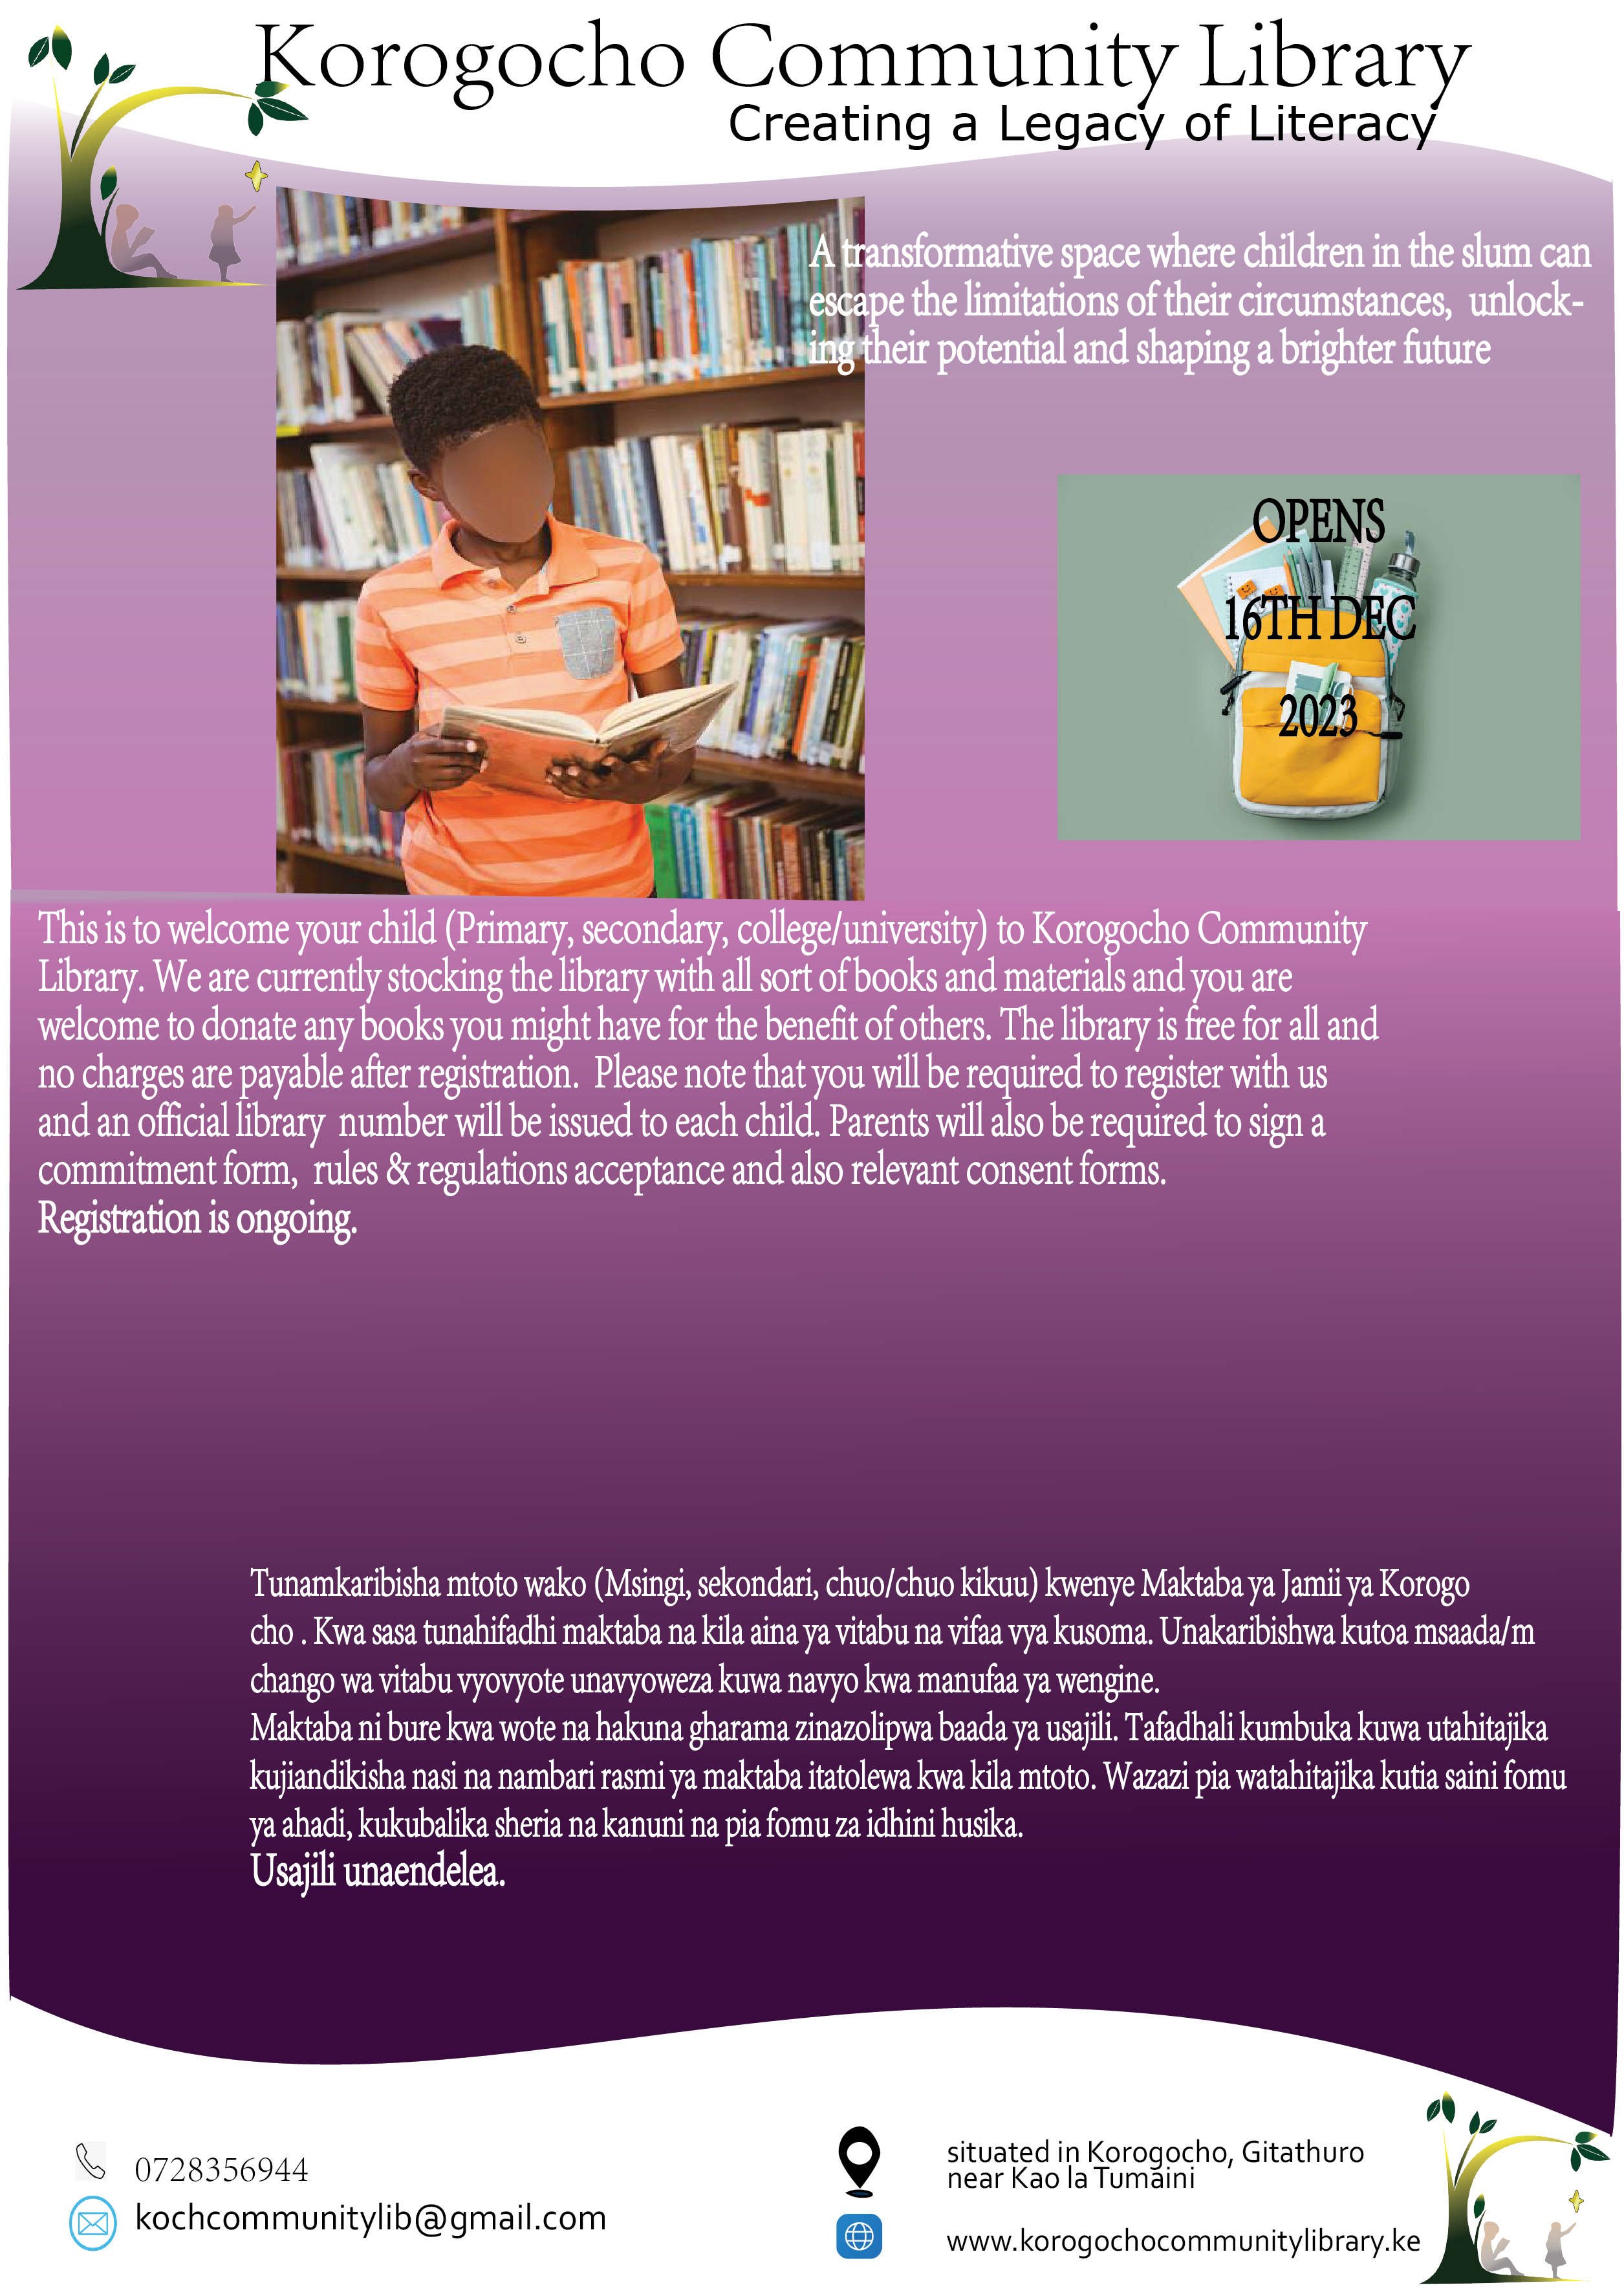 Korogocho Community Library
Creating a Legacy of Literacy
A transformative space where children in the slum can
escape the limitations of their circumstances,  unlock-
ing their potential and shaping a brighter future
OPENS
16TH DEC
2023
This is to welcome your child (Primary, secondary, college/university) to Korogocho Community
Library. We are currently stocking the library with all sort of books and materials and you are
welcome to donate any books you might have for the benefit of others. The library is free for all and
no charges are payable after registration.  Please note that you will be required to register with us
and an official library  number will be issued to each child. Parents will also be required to sign a
commitment form,  rules & regulations acceptance and also relevant consent forms.
Registration is ongoing.
Tunamkaribisha mtoto wako (Msingi, sekondari, chuo/chuo kikuu) kwenye Maktaba ya Jamii ya Korogo
cho . Kwa sasa tunahifadhi maktaba na kila aina ya vitabu na vifaa vya kusoma. Unakaribishwa kutoa msaada/m
chango wa vitabu vyovyote unavyoweza kuwa navyo kwa manufaa ya wengine.
Maktaba ni bure kwa wote na hakuna gharama zinazolipwa baada ya usajili. Tafadhali kumbuka kuwa utahitajika
kujiandikisha nasi na nambari rasmi ya maktaba itatolewa kwa kila mtoto. Wazazi pia watahitajika kutia saini fomu
ya ahadi, kukubalika sheria na kanuni na pia fomu za idhini husika.
Usajili unaendelea.
0728356944
kochcommunitylib@gmail.com
situated in Korogocho, Gitathuro
near Kao la Tumaini
www.korogochocommunitylibrary.ke